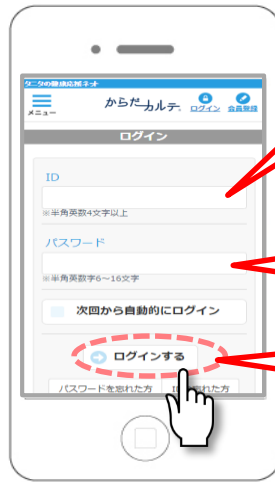 タニタの健康応援ネット
メニュー
からだカルテ
ログイン
会員登録
ログイン
ID
※半角英数4文字以上
パスワード
※半角英数字6～16文字
次回から自動的にログイン
ログインする
パスワードを忘れた方
れた方